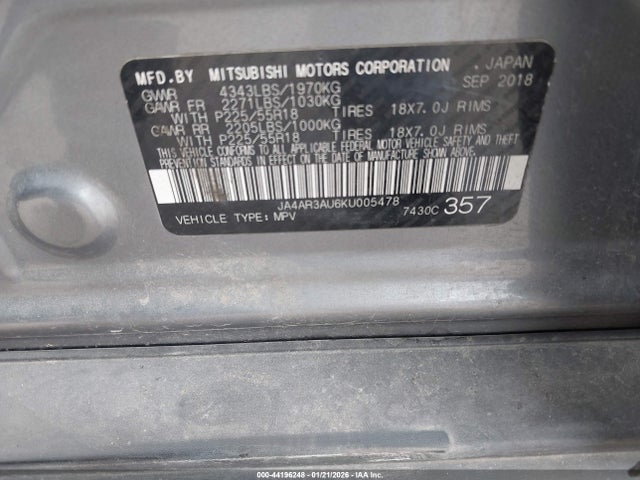 MFD.BY MITSUBISHI MOTORS CORPORATION , JAPAN
GVWR 4343LBS/1970KG SEP 2018
GAWR FR 2271LBS/1030KG
WITH P225/55R18 TIRES 18X7.0J RIMS
GAWR RR 2205LBS/1000KG
WITH P225/55R18 TIRES 18X7.0J RIMS
THIS VEHICLE CONFORMS TO ALL APPLICABLE FEDERAL MOTOR VEHICLE SAFETY AND THEFT
PREVENTION STANDARDS IN EFFECT ON THE DATE OF MANUFACTURE SHOWN ABOVE.
JA4AR3AU6KU005478
VEHICLE TYPE: MPV 7430C 357
000-44196248 - 01/21/2026 - IAA Inc.